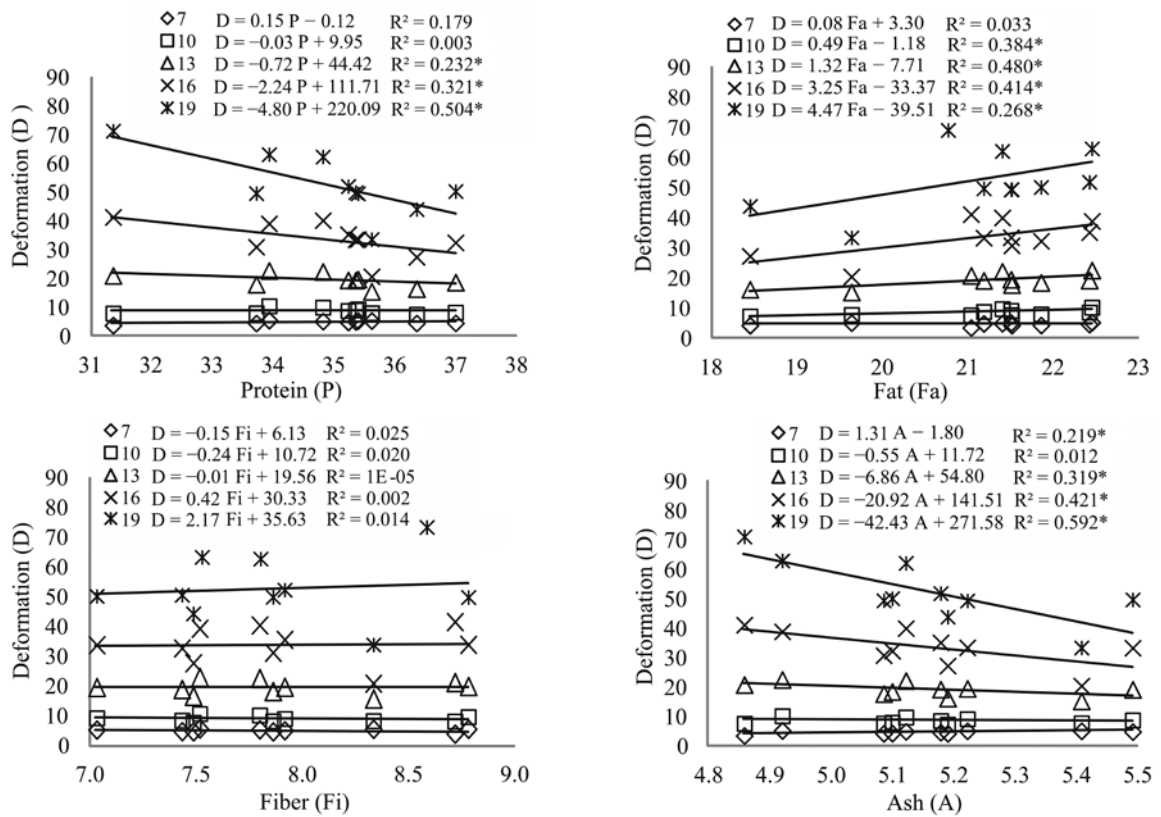 7 D = 0.15 P − 0.12 R² = 0.179
10 D = −0.03 P + 9.95 R² = 0.003
13 D = −0.72 P + 44.42 R² = 0.232*
16 D = −2.24 P + 111.71 R² = 0.321*
19 D = −4.80 P + 220.09 R² = 0.504*
Deformation (D )
90
80
70
60
50
40
30
20
10
0
31 32 33 34 35 36 37 38
Protein (P)
7 D = 0.08 Fa + 3.30 R² = 0.033
10 D = 0.49 Fa − 1.18 R² = 0.384*
13 D = 1.32 Fa − 7.71 R² = 0.480*
16 D = 3.25 Fa − 33.37 R² = 0.414*
19 D = 4.47 Fa − 39.51 R² = 0.268*
Deformation (D )
90
80
70
60
50
40
30
20
10
0
18 19 20 21 22 23
Fat (Fa)
7 D = −0.15 Fi + 6.13 R² = 0.025
10 D = −0.24 Fi + 10.72 R² = 0.020
13 D = −0.01 Fi + 19.56 R² = 1E-05
16 D = 0.42 Fi + 30.33 R² = 0.002
19 D = 2.17 Fi + 35.63 R² = 0.014
Deformation (D)
90
80
70
60
50
40
30
20
10
0
7.0 7.5 8.0 8.5 9.0
Fiber (Fi)
7 D = 1.31 A − 1.80 R² = 0.219*
10 D = −0.55 A + 11.72 R² = 0.012
13 D = −6.86 A + 54.80 R² = 0.319*
16 D = −20.92 A + 141.51 R² = 0.421*
19 D = −42.43 A + 271.58 R² = 0.592*
Deformation (D)
90
80
70
60
50
40
30
20
10
0
4.8 4.9 5.0 5.1 5.2 5.3 5.4 5.5
Ash (A)